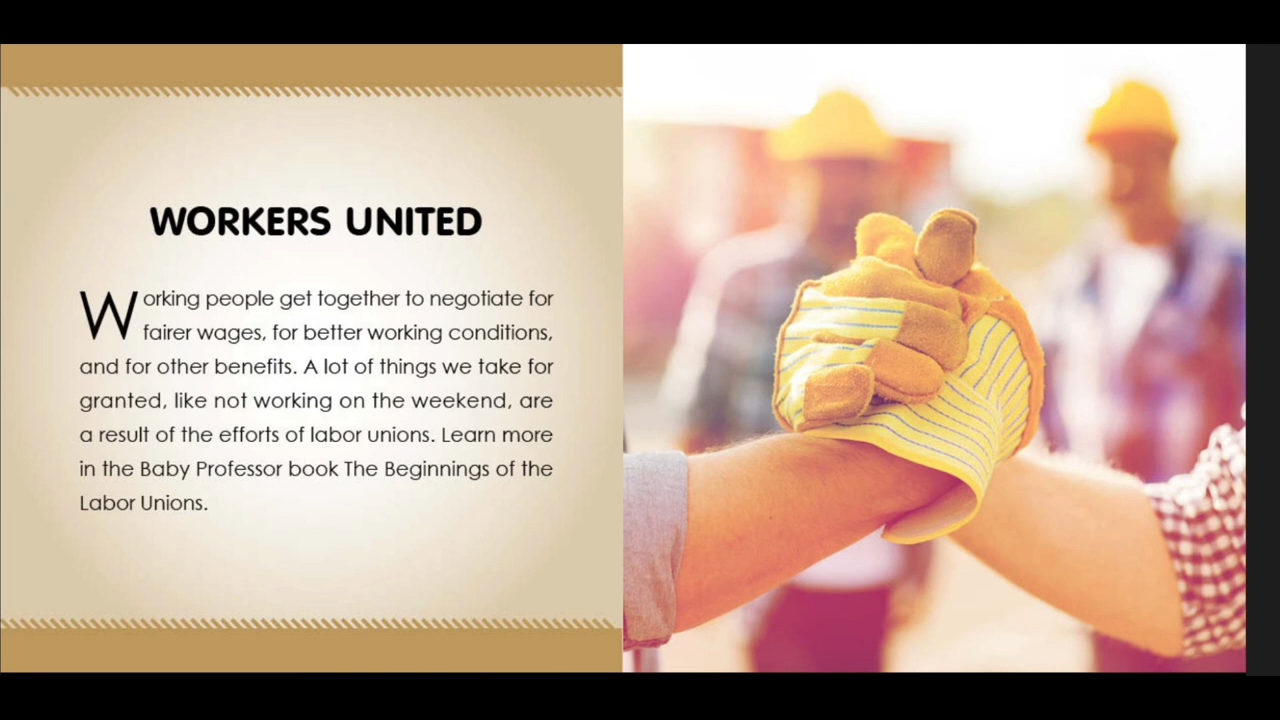 WORKERS UNITED
Working people get together to negotiate for
fairer wages, for better working conditions,
and for other benefits. A lot of things we take for
granted, like not working on the weekend, are
a result of the efforts of labor unions. Learn more
in the Baby Professor book The Beginnings of the
Labor Unions.